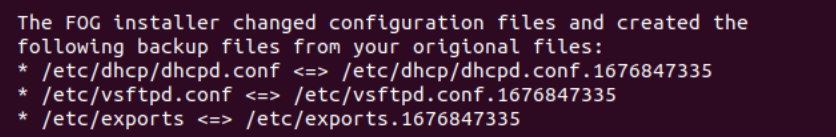 The FOG installer changed configuration files and created the
following backup files from your origional files:
* /etc/dhcp/dhcpd.conf <=> /etc/dhcp/dhcpd.conf.1676847335
* /etc/vsftpd.conf <=> /etc/vsftpd.conf.1676847335
* /etc/exports <=> /etc/exports.1676847335